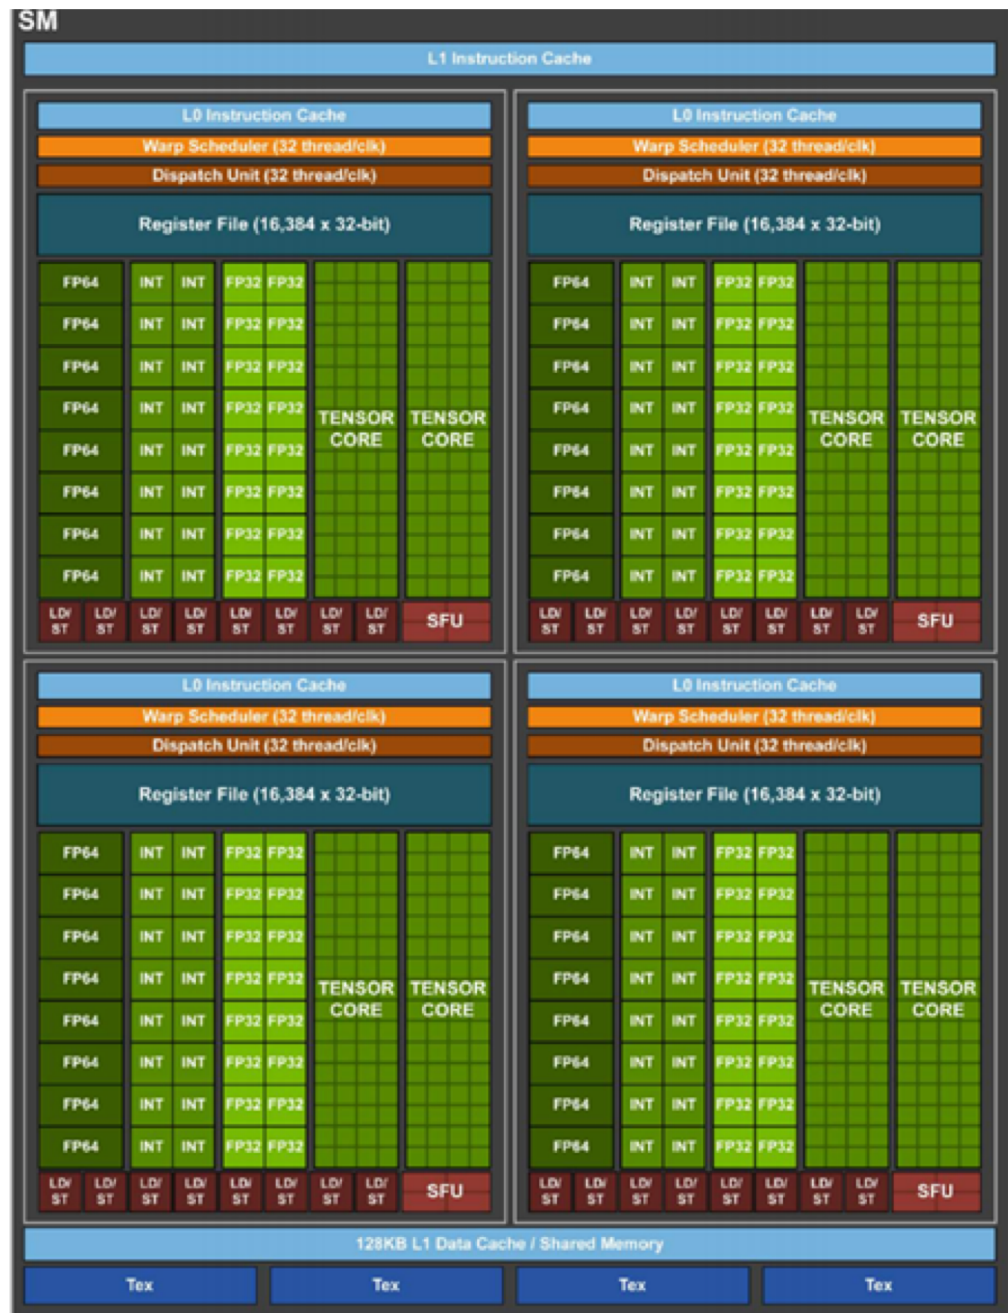 SM
L1 Instruction Cache
L0 Instruction Cache
Warp Scheduler (32 thread/clk)
Dispatch Unit (32 thread/clk)
Register File (16,384 x 32-bit)
FP64 INT INT FP32 FP32
FP64 INT INT FP32 FP32
FP64 INT INT FP32 FP32
FP64 INT INT FP32 FP32
FP64 INT INT FP32 FP32
FP64 INT INT FP32 FP32
FP64 INT INT FP32 FP32
FP64 INT INT FP32 FP32
TENSOR TENSOR
CORE CORE
LD/ LD/ LD/ LD/ LD/ LD/ LD/ LD/
ST ST ST ST ST ST ST ST
SFU
L0 Instruction Cache
Warp Scheduler (32 thread/clk)
Dispatch Unit (32 thread/clk)
Register File (16,384 x 32-bit)
FP64 INT INT FP32 FP32
FP64 INT INT FP32 FP32
FP64 INT INT FP32 FP32
FP64 INT INT FP32 FP32
FP64 INT INT FP32 FP32
FP64 INT INT FP32 FP32
FP64 INT INT FP32 FP32
FP64 INT INT FP32 FP32
TENSOR TENSOR
CORE CORE
LD/ LD/ LD/ LD/ LD/ LD/ LD/ LD/
ST ST ST ST ST ST ST ST
SFU
L0 Instruction Cache
Warp Scheduler (32 thread/clk)
Dispatch Unit (32 thread/clk)
Register File (16,384 x 32-bit)
FP64 INT INT FP32 FP32
FP64 INT INT FP32 FP32
FP64 INT INT FP32 FP32
FP64 INT INT FP32 FP32
FP64 INT INT FP32 FP32
FP64 INT INT FP32 FP32
FP64 INT INT FP32 FP32
FP64 INT INT FP32 FP32
TENSOR TENSOR
CORE CORE
LD/ LD/ LD/ LD/ LD/ LD/ LD/ LD/
ST ST ST ST ST ST ST ST
SFU
L0 Instruction Cache
Warp Scheduler (32 thread/clk)
Dispatch Unit (32 thread/clk)
Register File (16,384 x 32-bit)
FP64 INT INT FP32 FP32
FP64 INT INT FP32 FP32
FP64 INT INT FP32 FP32
FP64 INT INT FP32 FP32
FP64 INT INT FP32 FP32
FP64 INT INT FP32 FP32
FP64 INT INT FP32 FP32
FP64 INT INT FP32 FP32
TENSOR TENSOR
CORE CORE
LD/ LD/ LD/ LD/ LD/ LD/ LD/ LD/
ST ST ST ST ST ST ST ST
SFU
128KB L1 Data Cache / Shared Memory
Tex Tex Tex Tex